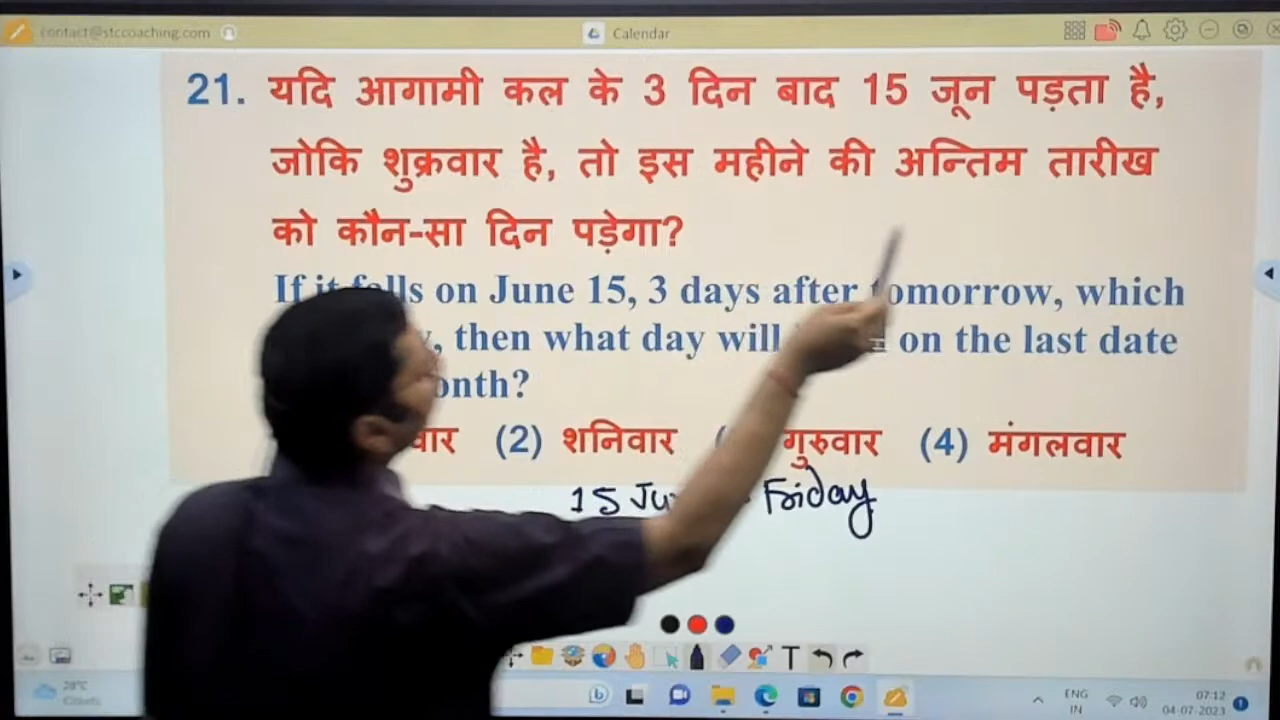 contact@stccoaching.com
Calendar
21. यदि आगामी कल के 3 दिन बाद 15 जून पड़ता है,
जोकि शुक्रवार है, तो इस महीने की अन्तिम तारीख
को कौन-सा दिन पड़ेगा?
If it falls on June 15, 3 days after tomorrow, which
then what day will on the last date
onth?
वार (2) शनिवार गुरुवार (4) मंगलवार
15 Ju Friday
T
28°C
ENG
IN
07:12
04-07-2023